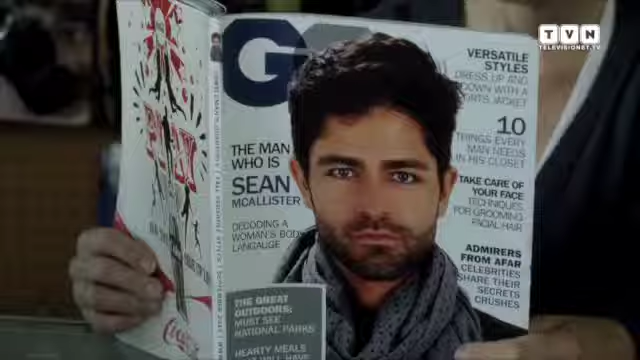 TVN
TELEVISIONET.TV
GQ
VERSATILE
STYLES
DRESS UP AND
DOWN WITH A
SPORTS JACKET
10
THINGS EVERY
MAN NEEDS
IN HIS CLOSET
THE MAN
WHO IS
SEAN
MCALLISTER
TAKE CARE OF
YOUR FACE
TECHNIQUES
FOR GROOMING
FACIAL HAIR
DECODING A
WOMAN'S BODY
LANGAUGE
ADMIRERS
FROM AFAR
CELEBRITIES
SHARE THEIR
SECRETS
CRUSHES
THE GREAT
OUTDOORS:
MUST SEE
NATIONAL PARKS
HEARTY MEALS
Coca-Cola